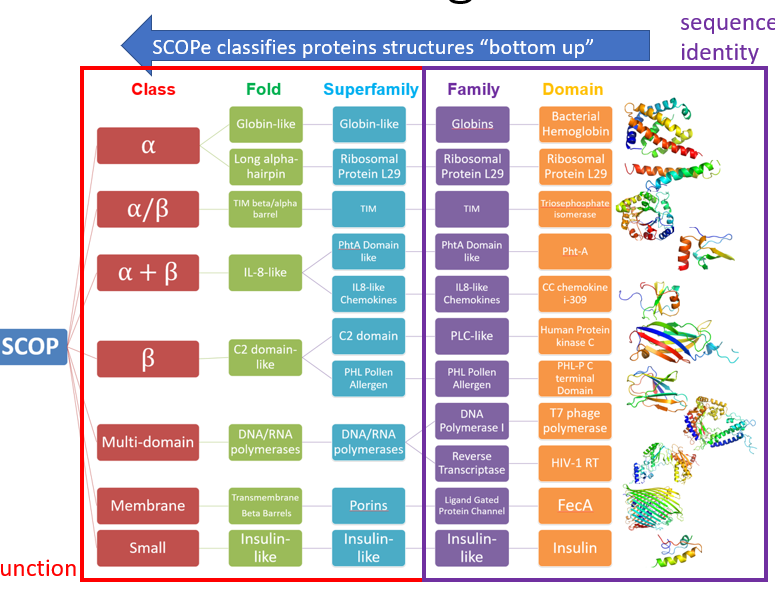 sequence
identity
SCOPe classifies proteins structures “bottom up”
Class
Fold
Superfamily
Family
Domain
SCOP
α
Globin-like
Globin-like
Globins
Bacterial
Hemoglobin
Long alpha-
hairpin
Ribosomal
Protein L29
Ribosomal
Protein L29
Ribosomal
Protein L29
α/β
TIM beta/alpha
barrel
TIM
TIM
Triosephosphate
isomerase
α + β
IL-8-like
PhtA Domain
like
PhtA Domain
like
Pht-A
IL8-like
Chemokines
IL8-like
Chemokines
CC chemokine
i-309
β
C2 domain-
like
C2 domain
PLC-like
Human Protein
kinase C
PHL Pollen
Allergen
PHL Pollen
Allergen
PHL-P C
terminal
Domain
Multi-domain
DNA/RNA
polymerases
DNA/RNA
polymerases
DNA
Polymerase I
T7 phage
polymerase
Reverse
Transcriptase
HIV-1 RT
Membrane
Transmembrane
Beta Barrels
Porins
Ligand Gated
Protein Channel
FecA
Small
Insulin-
like
Insulin-
like
Insulin-
like
Insulin
unction